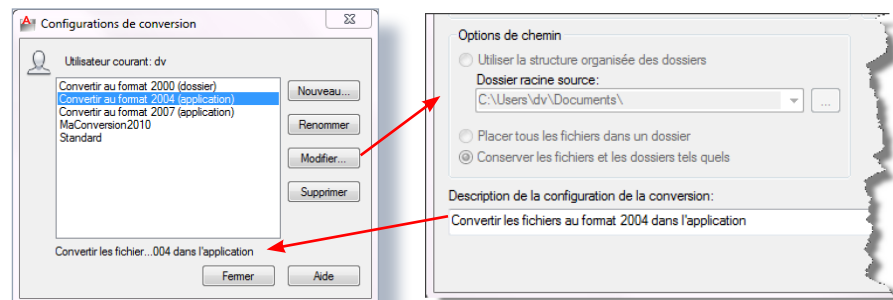 Configurations de conversion
Utilisateur courant: dv
Convertir au format 2000 (dossier)
Convertir au format 2004 (application)
Convertir au format 2007 (application)
MaConversion2010
Standard
Nouveau...
Renommer
Modifier...
Supprimer
Convertir les fichier...004 dans l'application
Fermer
Aide
Options de chemin
Utiliser la structure organisée des dossiers
Dossier racine source:
C:\Users\dv\Documents\
...
Placer tous les fichiers dans un dossier
Conserver les fichiers et les dossiers tels quels
Description de la configuration de la conversion:
Convertir les fichiers au format 2004 dans l'application